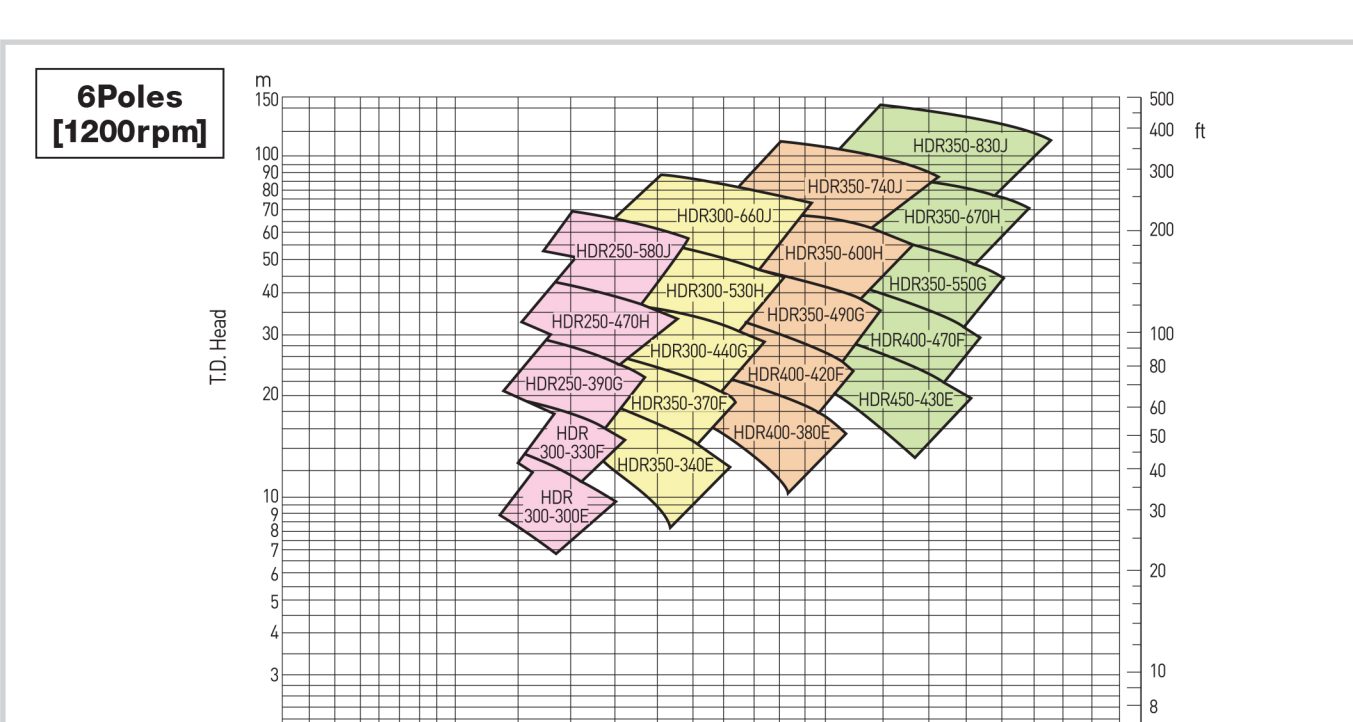 6Poles
[1200rpm]
m
150
100
90
80
70
60
50
40
30
20
10
9
8
7
6
5
4
3
T.D. Head
HDR350-830J
HDR350-740J
HDR350-670H
HDR300-660J
HDR350-600H
HDR250-580J
HDR350-550G
HDR300-530H
HDR350-490G
HDR250-470H
HDR400-470F
HDR300-440G
HDR400-420F
HDR250-390G
HDR450-430E
HDR350-370F
HDR400-380E
HDR
300-330F
HDR350-340E
HDR
300-300E
500
400
ft
300
200
100
80
60
50
40
30
20
10
8